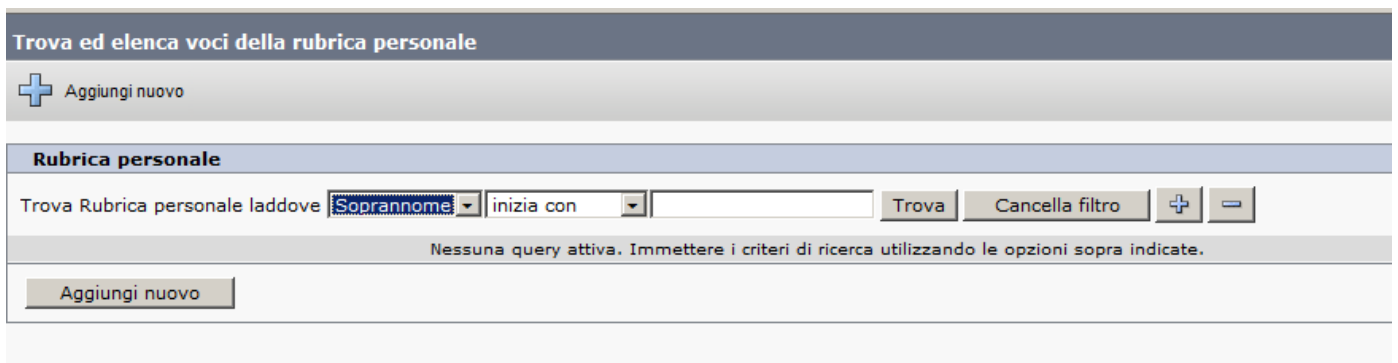 Trova ed elenca voci della rubrica personale
Aggiungi nuovo
Rubrica personale
Trova Rubrica personale laddove Soprannome inizia con Trova Cancella filtro
Nessuna query attiva. Immettere i criteri di ricerca utilizzando le opzioni sopra indicate.
Aggiungi nuovo